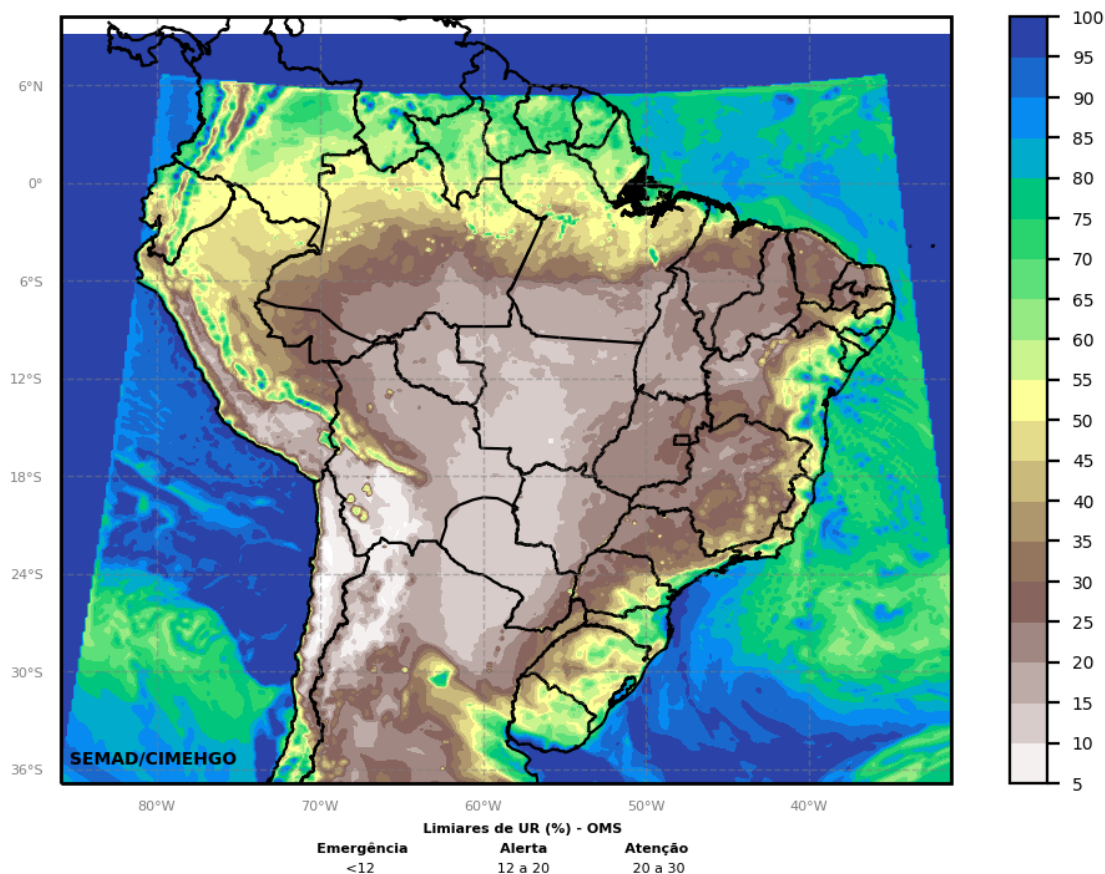 100
95
90
85
80
75
70
65
60
55
50
45
40
35
30
25
20
15
10
5
6°N
0°
6°S
12°S
18°S
24°S
30°S
36°S
SEMAD/CIMEHGO
80°W 70°W 60°W 50°W 40°W
Limiares de UR (%) - OMS
Emergência Alerta Atenção
<12 12 a 20 20 a 30